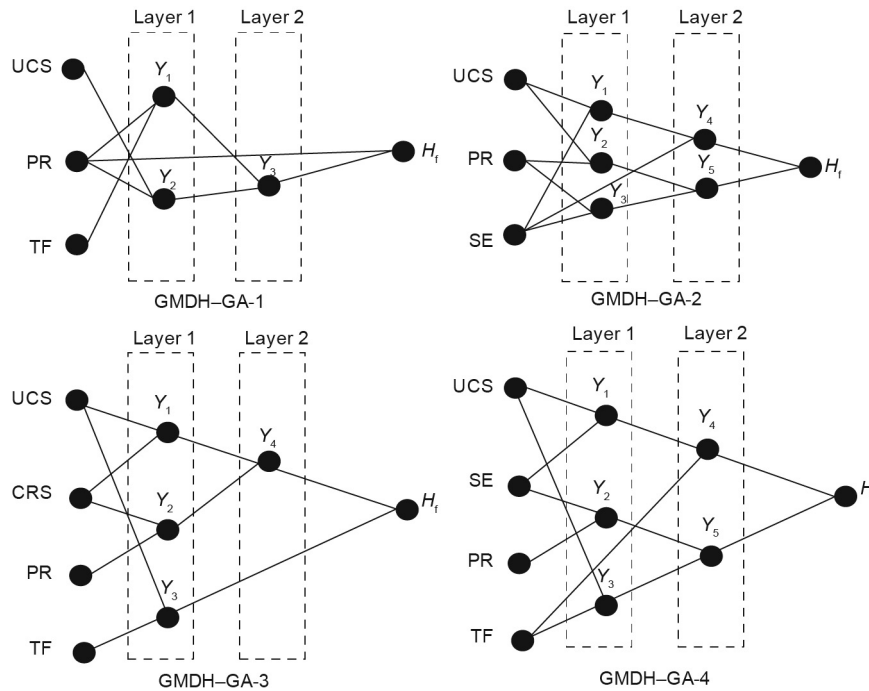 Layer 1 Layer 2
UCS
PR
TF
Y1
Y2
Y3
Hf
GMDH–GA-1
Layer 1 Layer 2
UCS
PR
SE
Y1
Y2
Y3
Y4
Y5
Hf
GMDH–GA-2
Layer 1 Layer 2
UCS
CRS
PR
TF
Y1
Y2
Y3
Y4
Hf
GMDH–GA-3
Layer 1 Layer 2
UCS
SE
PR
TF
Y1
Y2
Y3
Y4
Y5
GMDH–GA-4